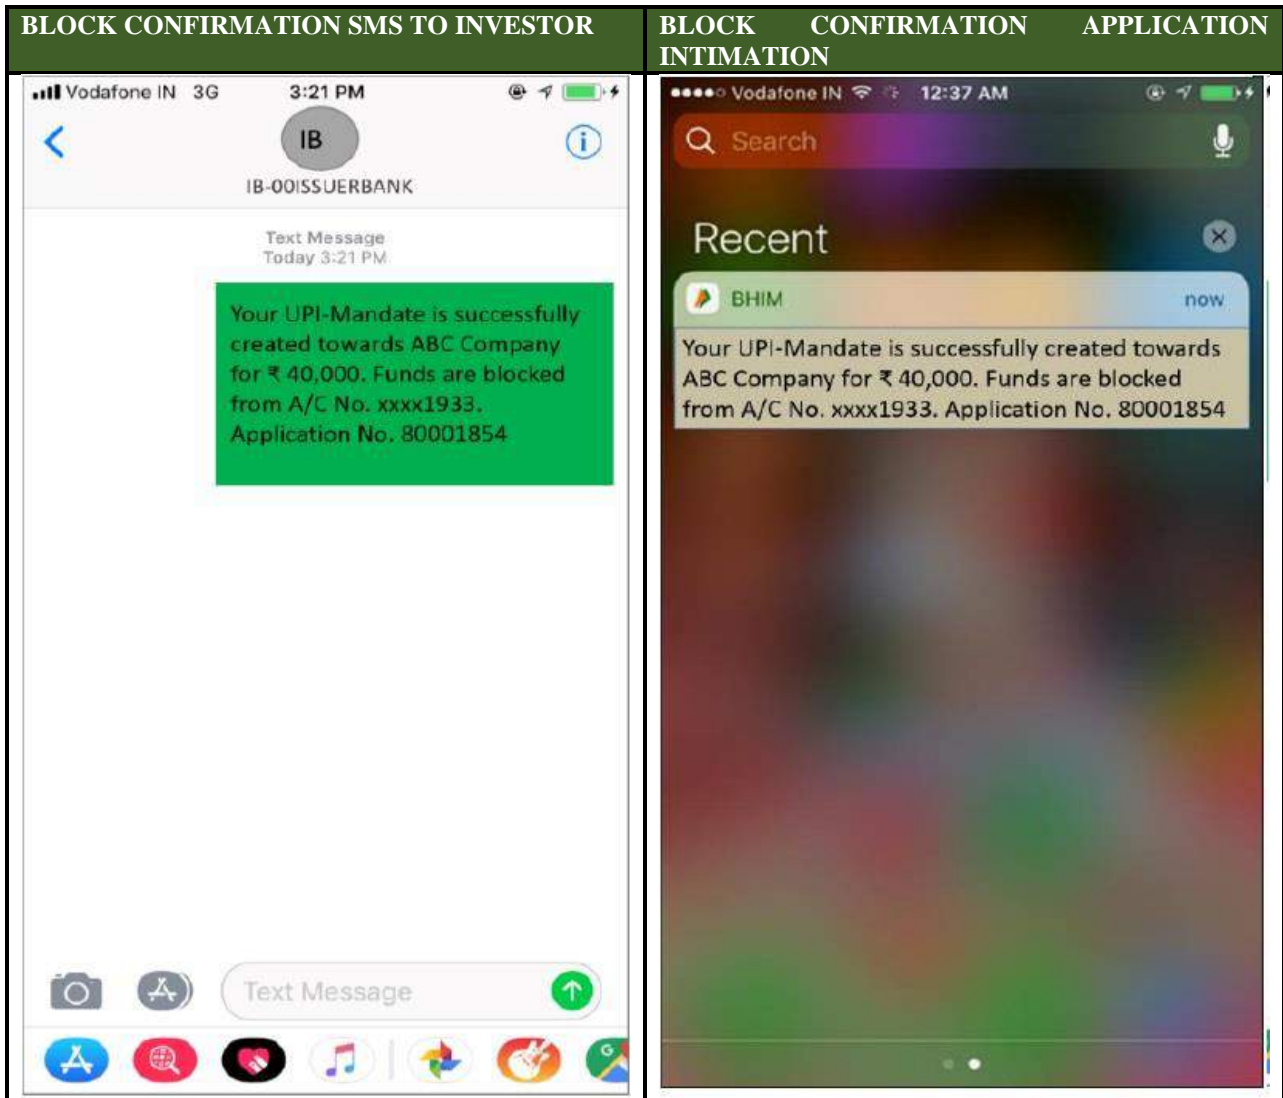 BLOCK CONFIRMATION SMS TO INVESTOR
BLOCK CONFIRMATION APPLICATION
INTIMATION
Vodafone IN 3G 3:21 PM
IB
IB-00ISSUERBANK
Text Message
Today 3:21 PM
Your UPI-Mandate is successfully
created towards ABC Company
for ₹ 40,000. Funds are blocked
from A/C No. xxxx1933.
Application No. 80001854
Text Message
G
Vodafone IN 12:37 AM
Search
Recent
BHIM now
Your UPI-Mandate is successfully created towards
ABC Company for ₹ 40,000. Funds are blocked
from A/C No. xxxx1933. Application No. 80001854